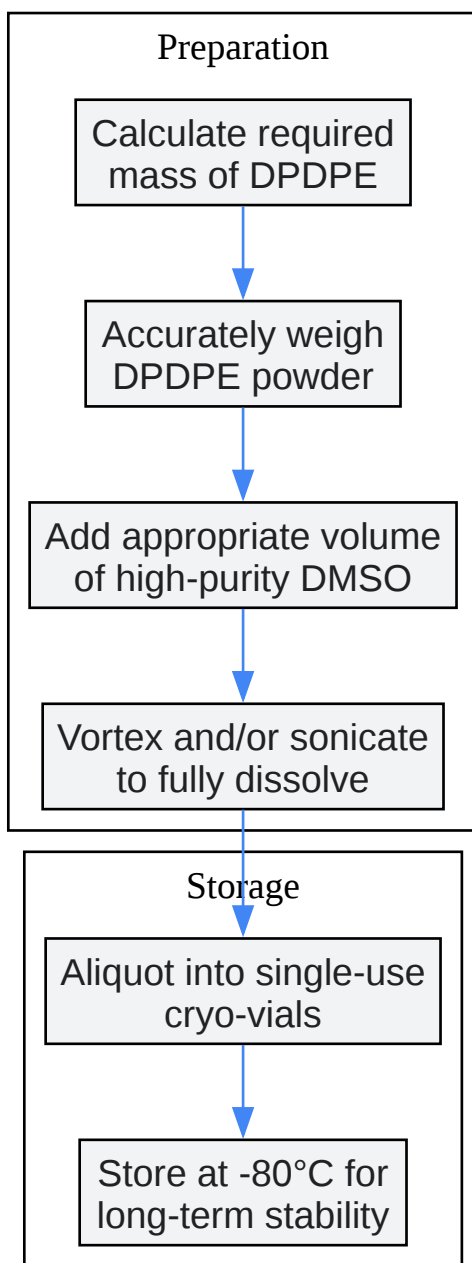 Preparation
Calculate required
mass of DPDPE
Accurately weigh
DPDPE powder
Add appropriate volume
of high-purity DMSO
Vortex and/or sonicate
to fully dissolve
Storage
Aliquot into single-use
cryo-vials
Store at -80°C for
long-term stability